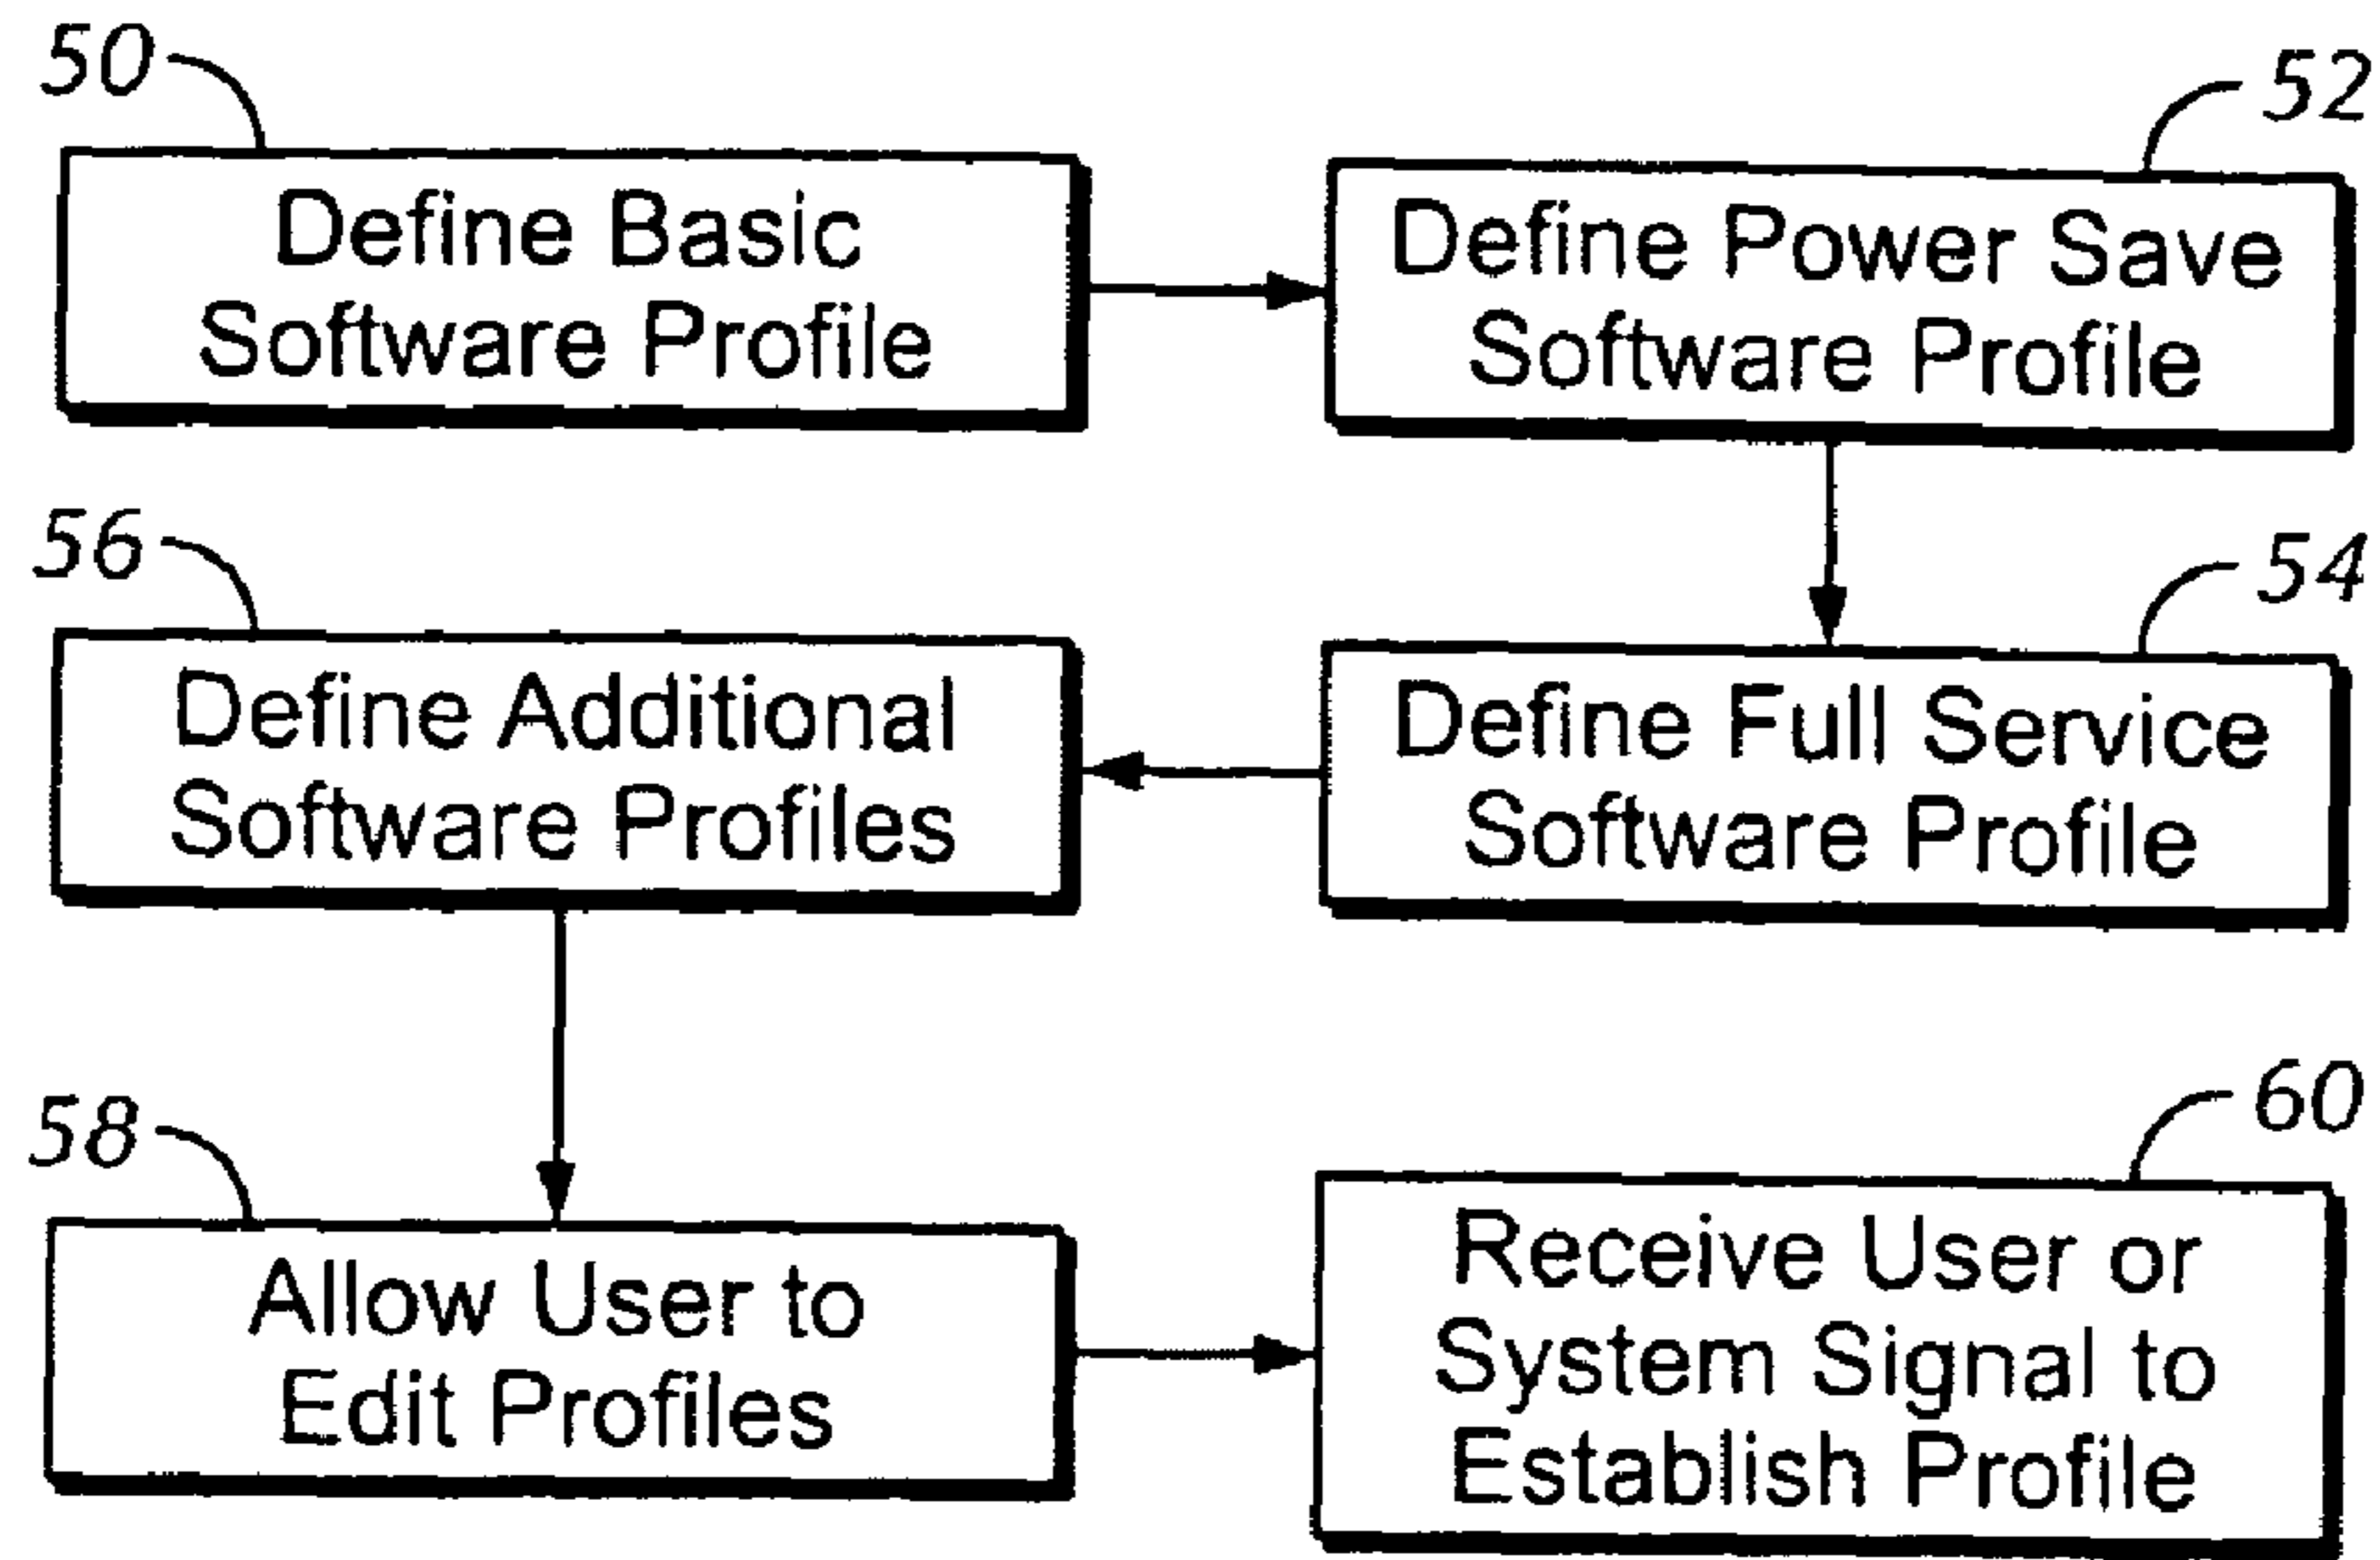 50
Define Basic
Software Profile
52
Define Power Save
Software Profile
54
Define Full Service
Software Profile
56
Define Additional
Software Profiles
58
Allow User to
Edit Profiles
60
Receive User or
System Signal to
Establish Profile